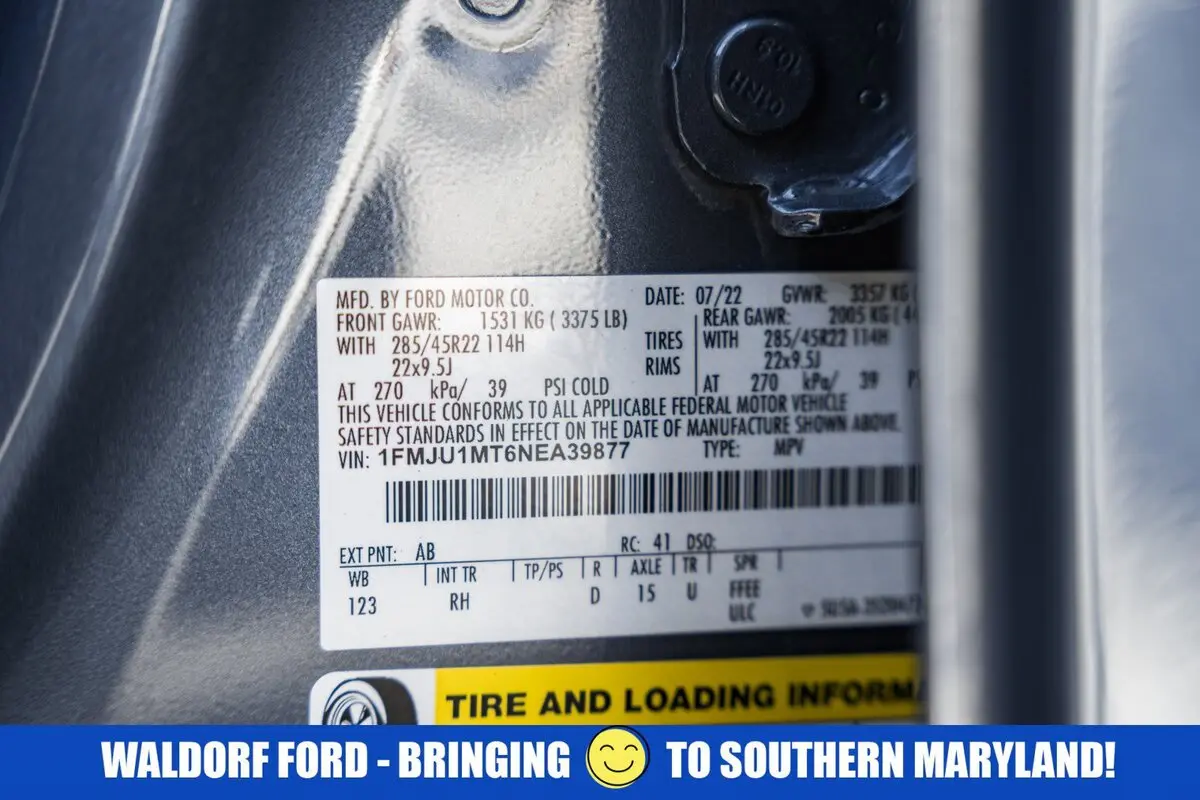 MFD. BY FORD MOTOR CO. DATE: 07/22 GVWR: 3357 KG
FRONT GAWR: 1531 KG ( 3375 LB) REAR GAWR: 2005 KG
WITH 285/45R22 114H TIRES WITH 285/45R22 114H
22x9.5J RIMS 22x9.5J
AT 270 kPa/ 39 PSI COLD AT 270 kPa/ 39
THIS VEHICLE CONFORMS TO ALL APPLICABLE FEDERAL MOTOR VEHICLE
SAFETY STANDARDS IN EFFECT ON THE DATE OF MANUFACTURE SHOWN ABOVE.
VIN: 1FMJU1MT6NEA39877 TYPE: MPV
EXT PNT: AB RC: 41 DSO:
WB INT TR TP/PS R AXLE TR SPR
123 RH D 15 U FFEE
ULC
TIRE AND LOADING INFORMA
WALDORF FORD - BRINGING TO SOUTHERN MARYLAND!